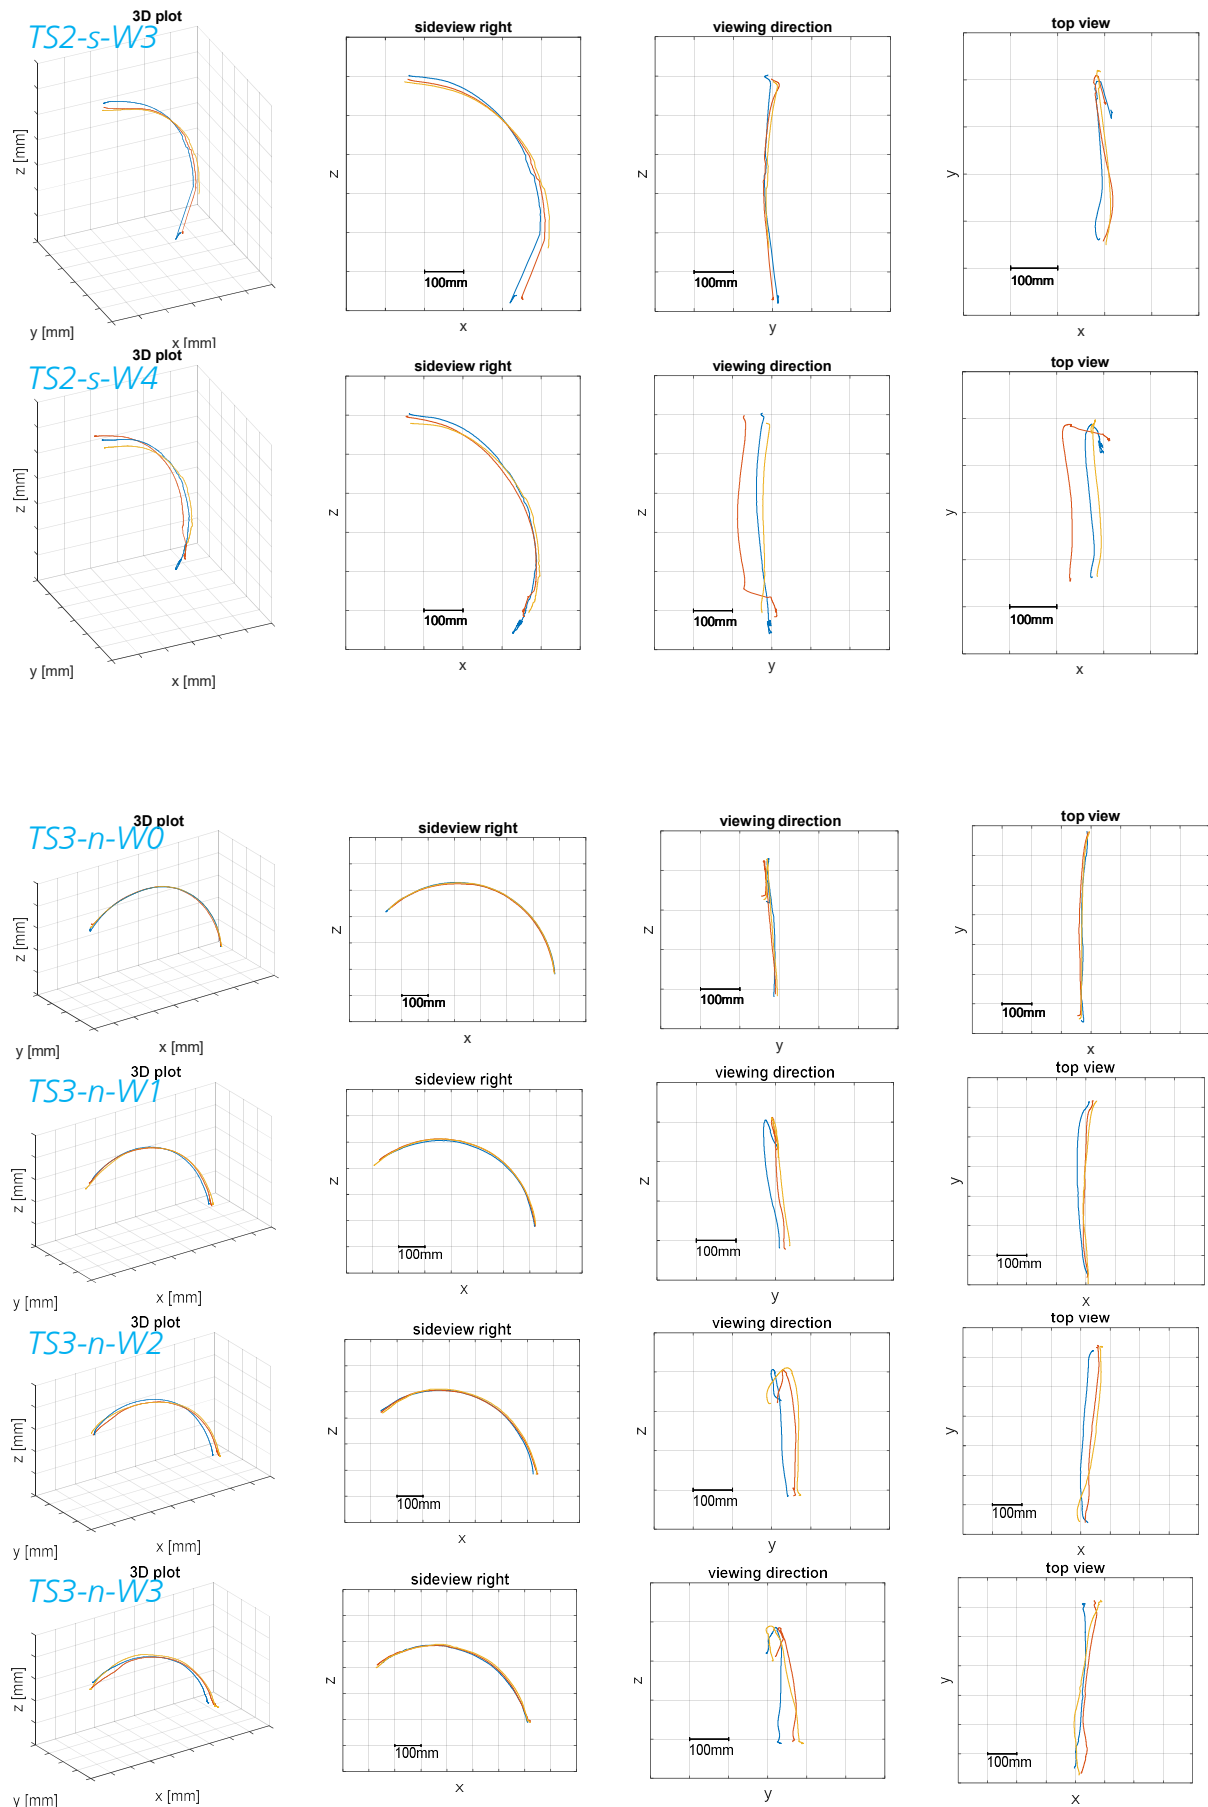 3D plot
sideview right
viewing direction
top view
TS2-s-W3
z [mm]
z
z
y
100mm
100mm
100mm
y [mm]
x [mm]
x
y
x
3D plot
sideview right
viewing direction
top view
TS2-s-W4
z [mm]
z
z
y
100mm
100mm
100mm
y [mm]
x [mm]
x
y
x
3D plot
sideview right
viewing direction
top view
TS3-n-W0
z [mm]
z
z
y
100mm
100mm
100mm
y [mm]
x [mm]
x
y
x
3D plot
sideview right
viewing direction
top view
TS3-n-W1
z [mm]
z
z
y
100mm
100mm
100mm
y [mm]
x [mm]
x
y
x
3D plot
sideview right
viewing direction
top view
TS3-n-W2
z [mm]
z
z
y
100mm
100mm
100mm
y [mm]
x [mm]
x
y
x
3D plot
sideview right
viewing direction
top view
TS3-n-W3
z [mm]
z
z
y
100mm
100mm
100mm
y [mm]
x [mm]
x
y
x